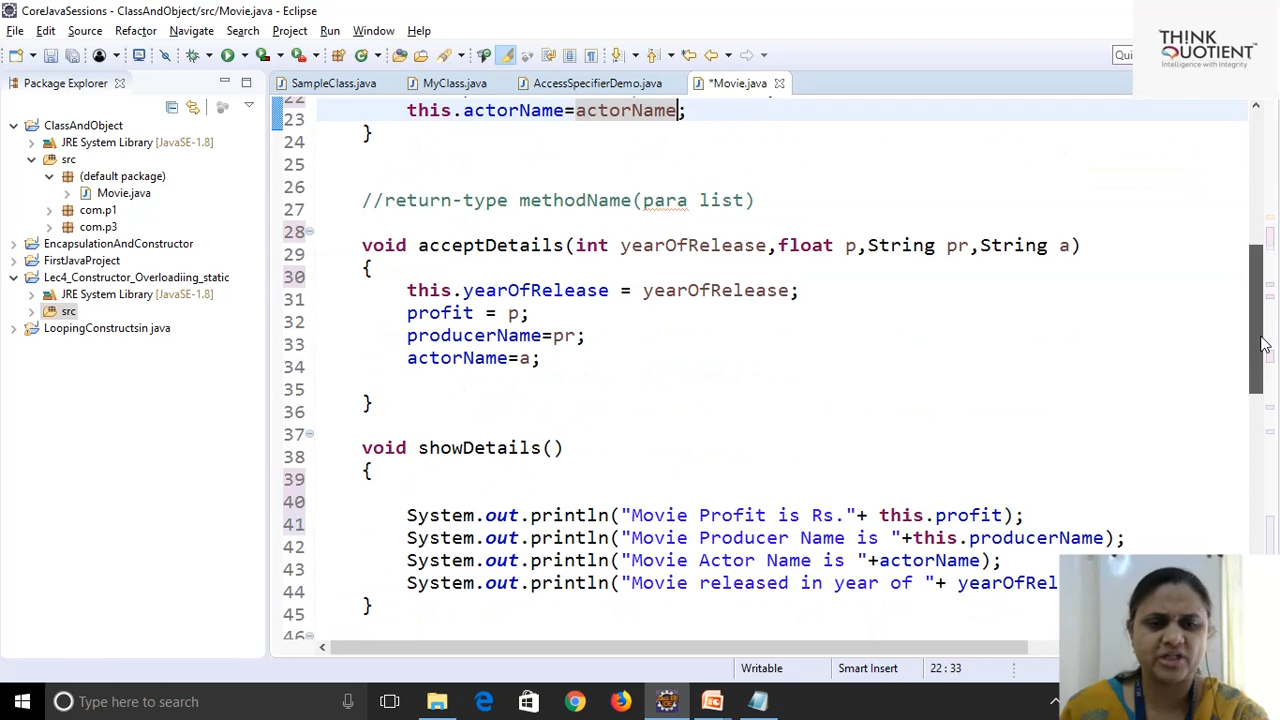 CoreJavaSessions - ClassAndObject/src/Movie.java - Eclipse
File Edit Source Refactor Navigate Search Project Run Window Help
THINK
QUOTIENT
Intelligence with Integrity
Qui
Package Explorer
SampleClass.java MyClass.java AccessSpecifierDemo.java *Movie.java
ClassAndObject
JRE System Library [JavaSE-1.8]
src
(default package)
Movie.java
com.p1
com.p3
EncapsulationAndConstructor
FirstJavaProject
Lec4_Constructor_Overloadiing_static
JRE System Library [JavaSE-1.8]
src
LoopingConstructsin java
22
23 this.actorName=actorName;
24 }
25
26
27 //return-type methodName(para list)
28
29 void acceptDetails(int yearOfRelease,float p,String pr,String a)
30 {
31 this.yearOfRelease = yearOfRelease;
32 profit = p;
33 producerName=pr;
34 actorName=a;
35
36 }
37
38 void showDetails()
39 {
40
41 System.out.println("Movie Profit is Rs."+ this.profit);
42 System.out.println("Movie Producer Name is "+this.producerName);
43 System.out.println("Movie Actor Name is "+actorName);
44 System.out.println("Movie released in year of "+ yearOfRel
45 }
46
Writable Smart Insert 22 : 33
Type here to search